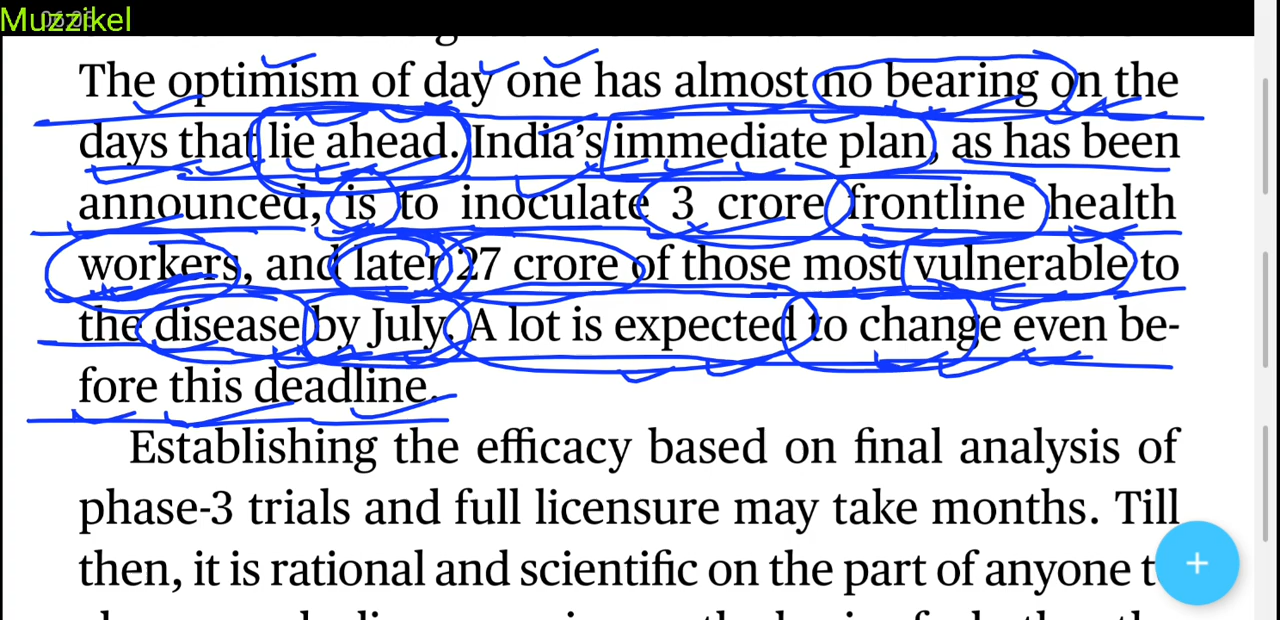 Muzzikel
The optimism of day one has almost no bearing on the
days that lie ahead. India's immediate plan, as has been
announced, is to inoculate 3 crore frontline health
workers, and later 27 crore of those most vulnerable to
the disease by July. A lot is expected to change even be-
fore this deadline.
Establishing the efficacy based on final analysis of
phase-3 trials and full licensure may take months. Till
then, it is rational and scientific on the part of anyone
+